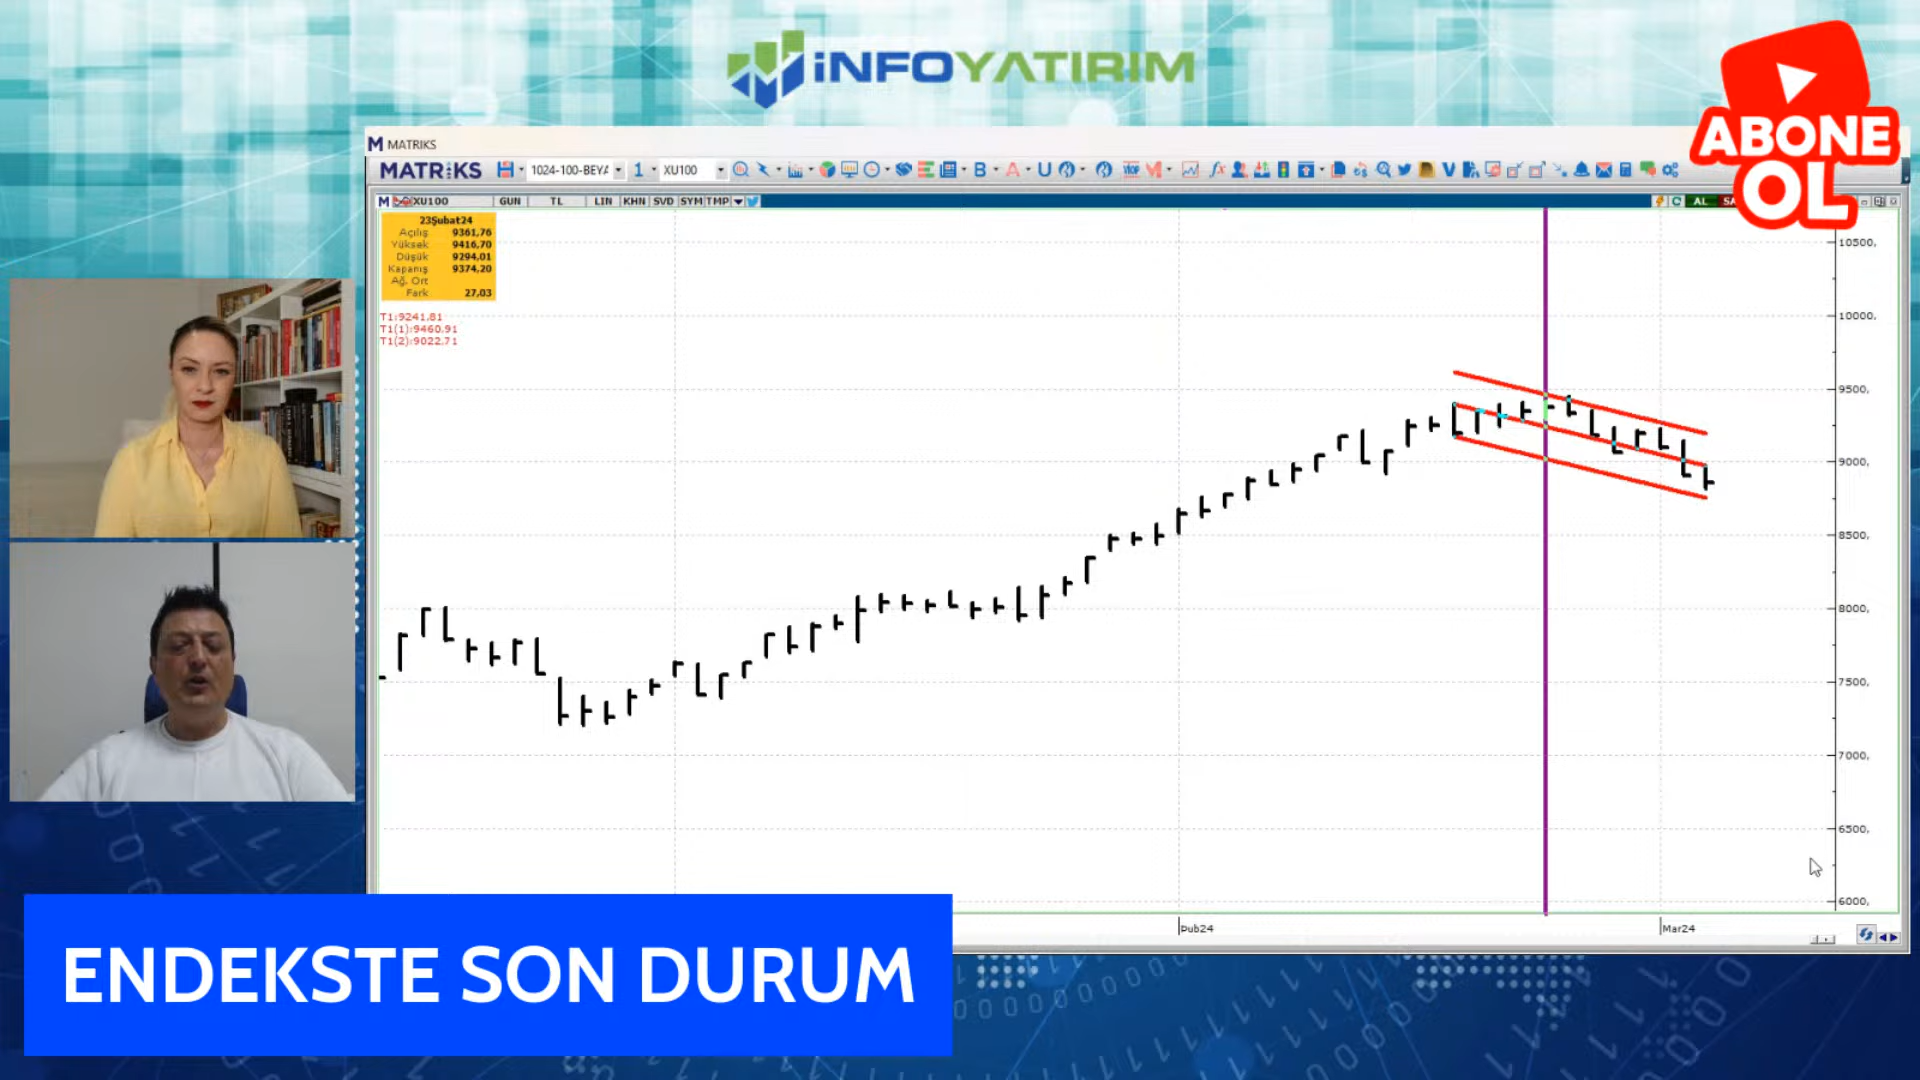 iNFOYATIRIM
ABONE
OL
MATRIKS
MATRiKS
1024-100-BEYA
1
XU100
XU100 GUN TL LIN KHN SVD SYM TMP
AL
23Şubat24
Açılış 9361,76
Yüksek 9416,70
Düşük 9294,01
Kapanış 9374,20
Ağ. Ort
Fark 27,03
T1:9241.81
T1(1):9460.91
T1(2):9022.71
10500,
10000,
9500,
9000,
8500,
8000,
7500,
7000,
6500,
6000,
Þub24
Mar24
ENDEKSTE SON DURUM